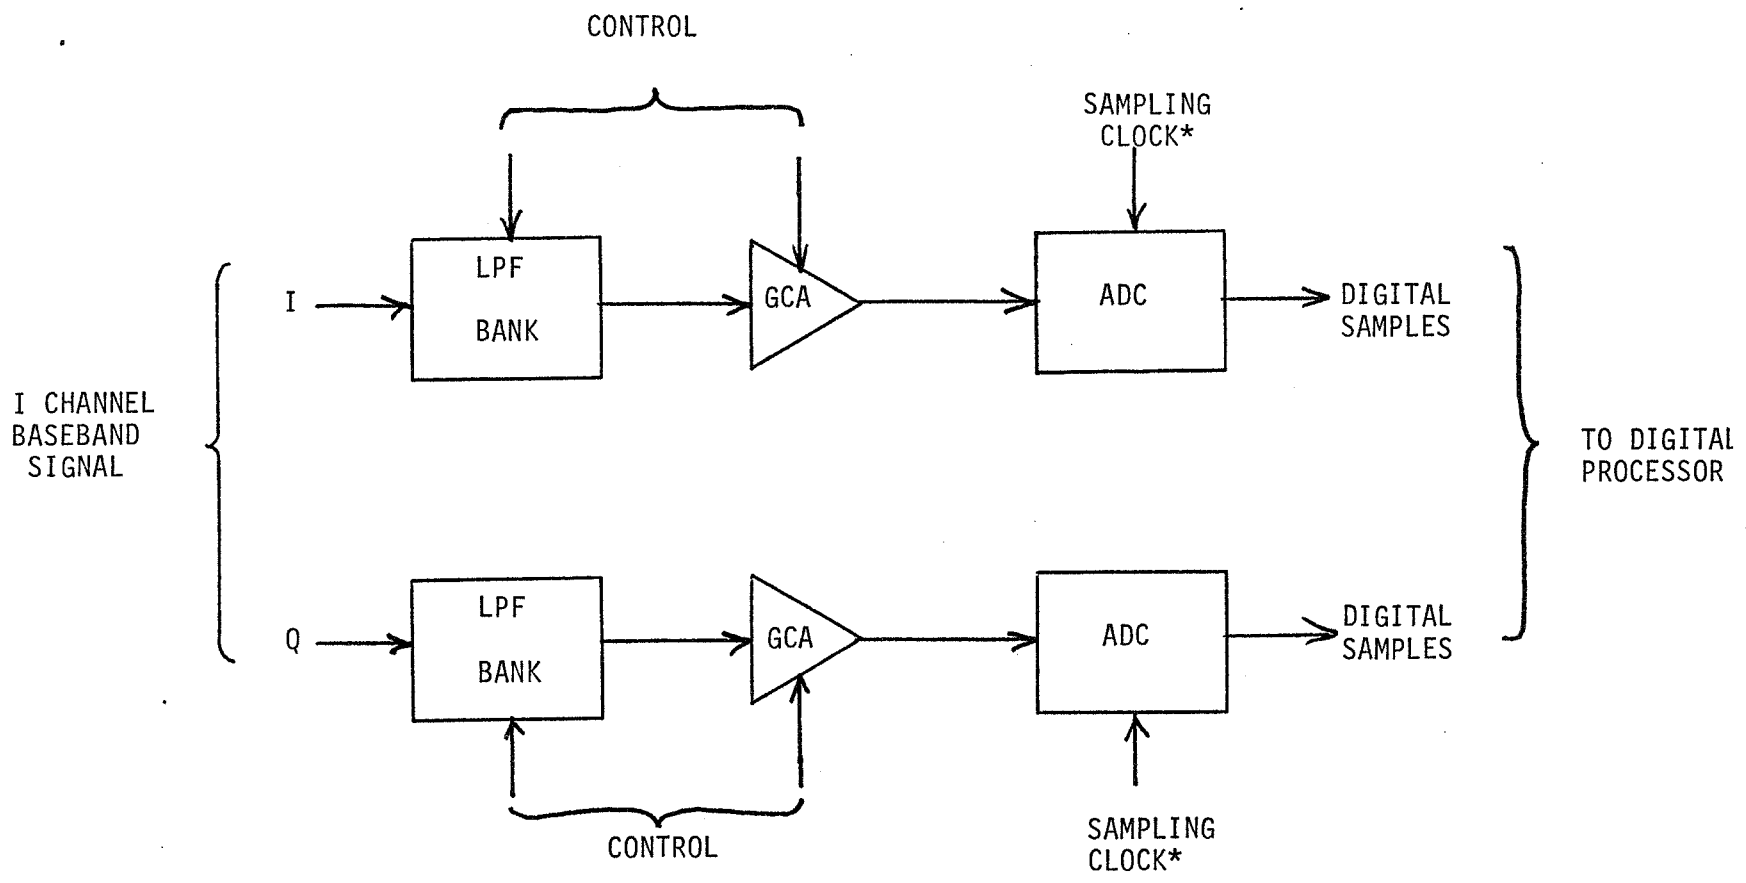 CONTROL
SAMPLING
CLOCK*
LPF
BANK
I
GCA
ADC
DIGITAL
SAMPLES
I CHANNEL
BASEBAND
SIGNAL
TO DIGITAL
PROCESSOR
LPF
BANK
Q
GCA
ADC
DIGITAL
SAMPLES
CONTROL
SAMPLING
CLOCK*